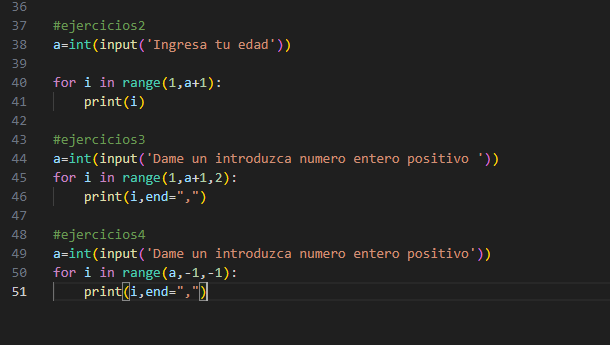 36
37 #ejercicios2
38 a=int(input('Ingresa tu edad'))
39
40 for i in range(1,a+1):
41 print(i)
42
43 #ejercicios3
44 a=int(input('Dame un introduzca numero entero positivo '))
45 for i in range(1,a+1,2):
46 print(i,end=",")
47
48 #ejercicios4
49 a=int(input('Dame un introduzca numero entero positivo'))
50 for i in range(a,-1,-1):
51 print(i,end=",")